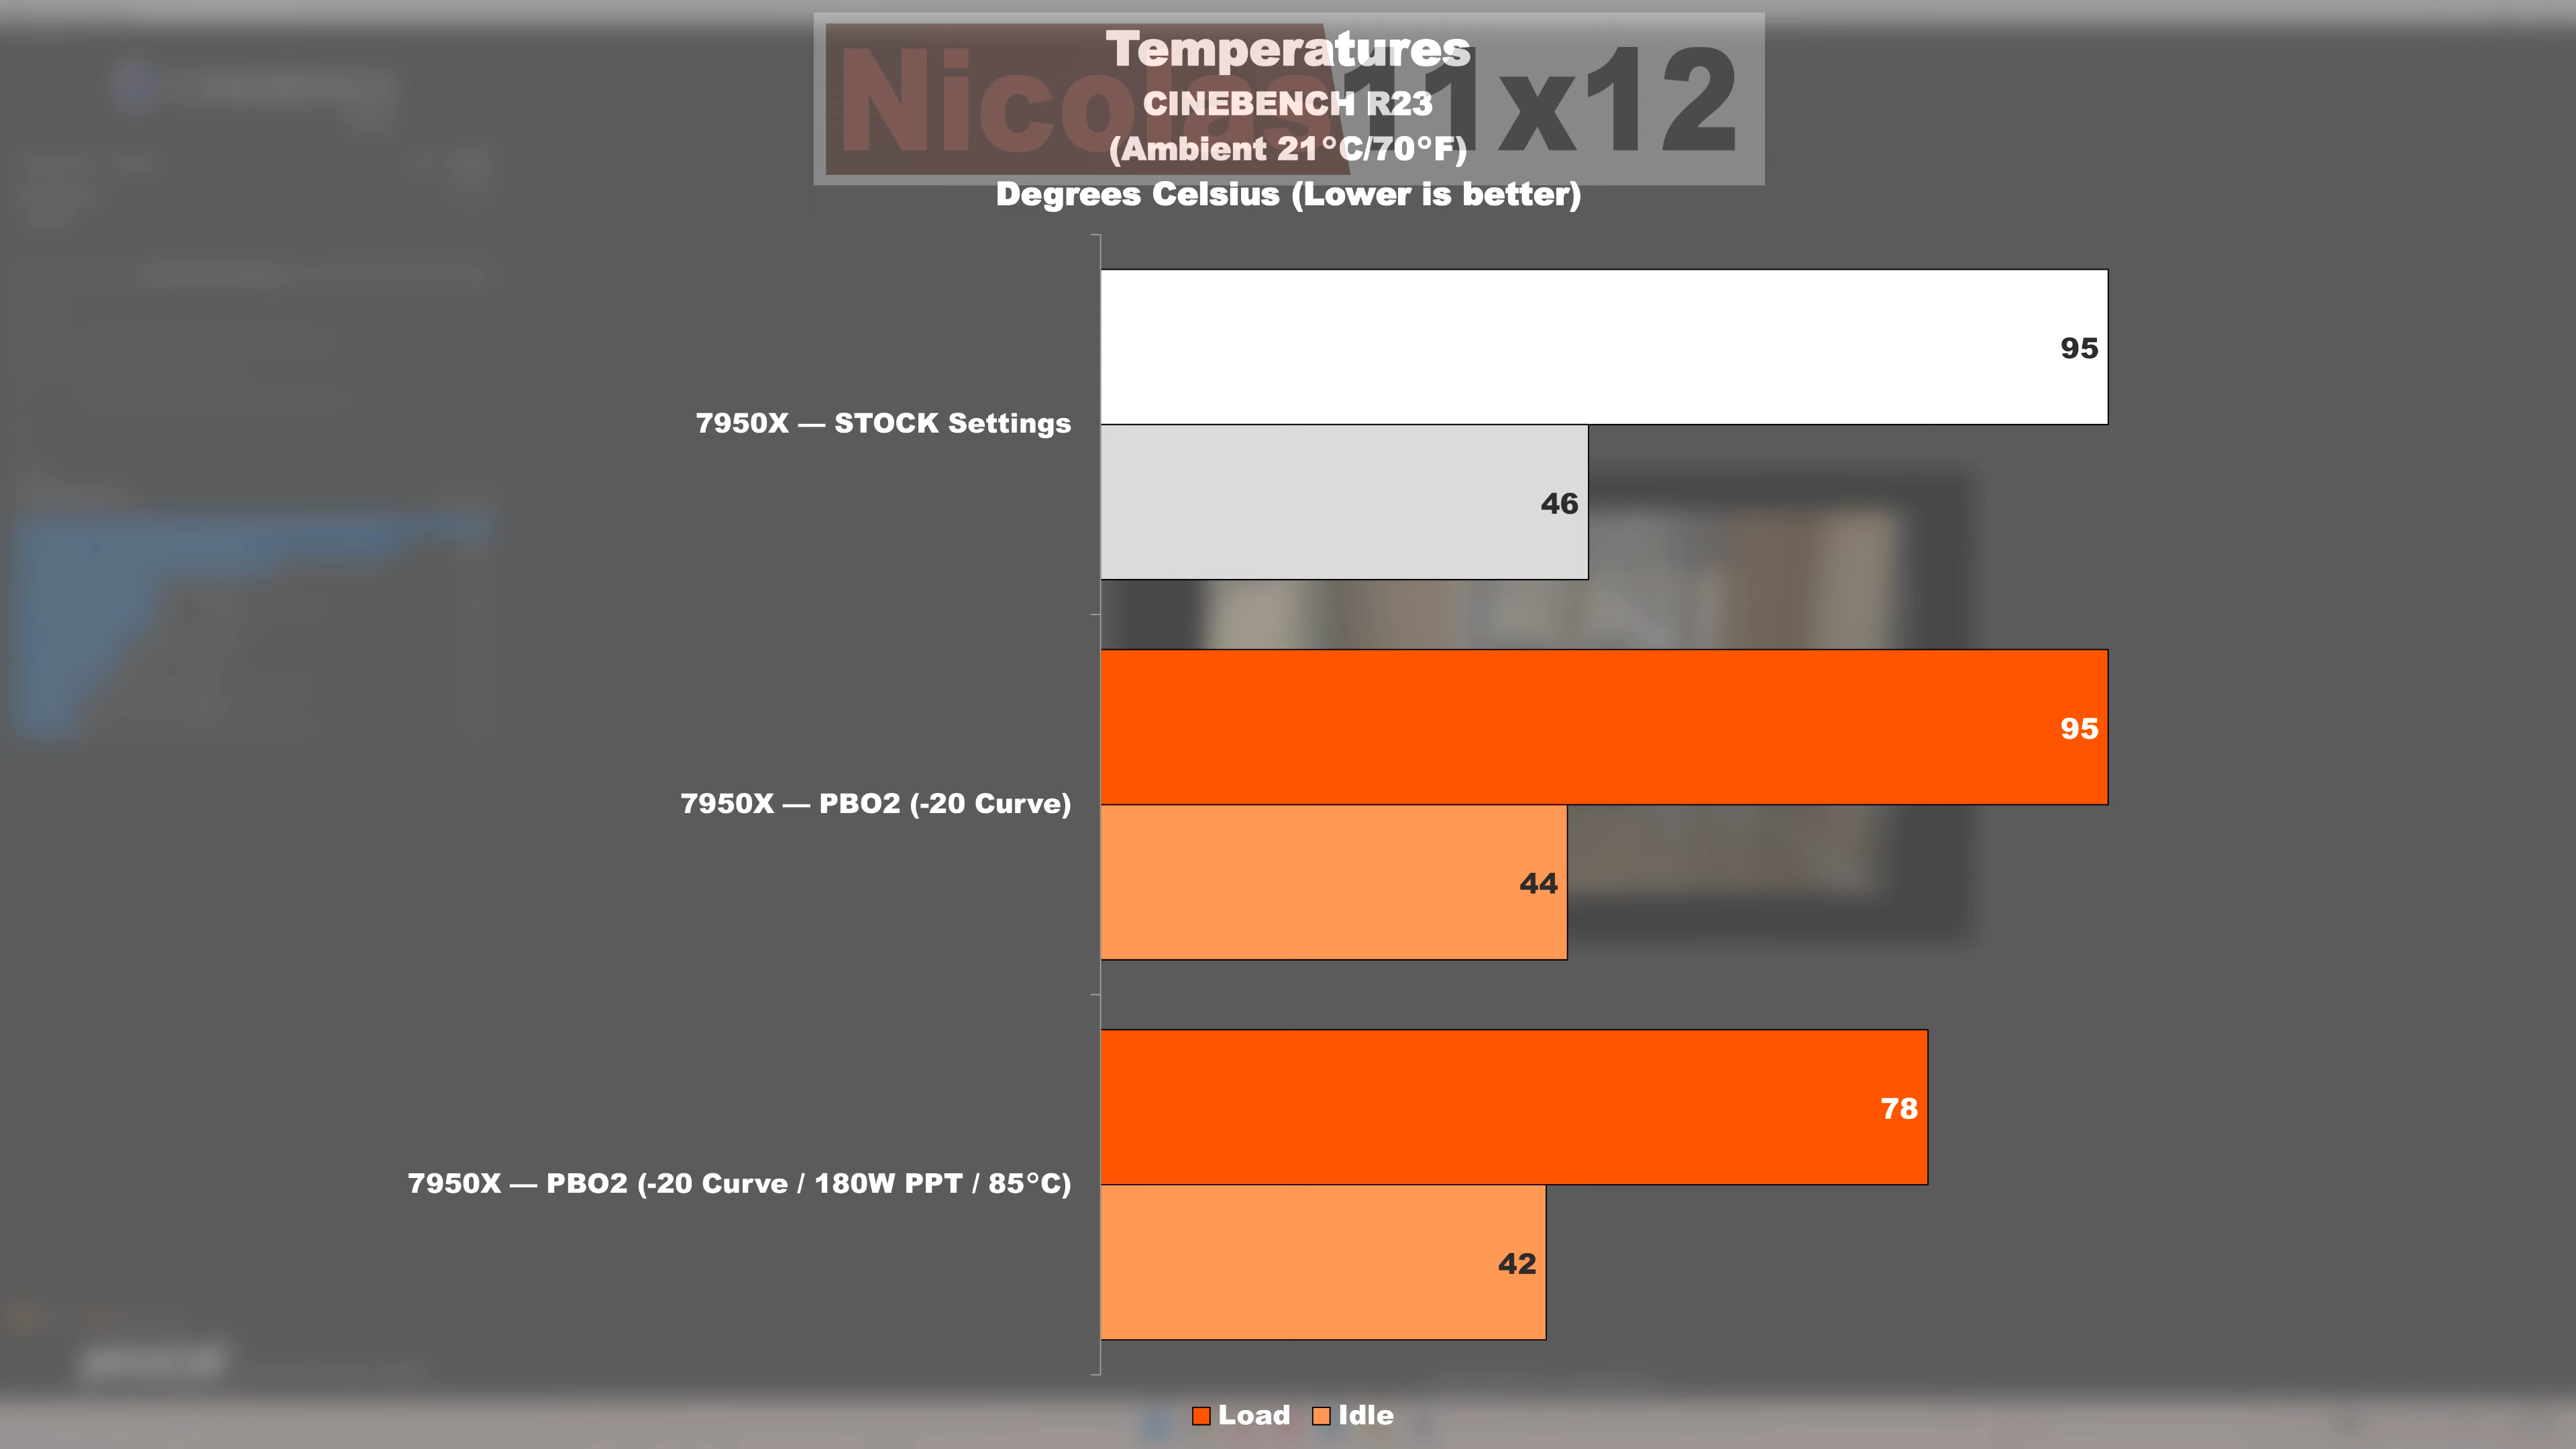 Nicolas11x12
Temperatures
CINEBENCH R23
(Ambient 21°C/70°F)
Degrees Celsius (Lower is better)
95
7950X — STOCK Settings
46
95
7950X — PBO2 (-20 Curve)
44
78
7950X — PBO2 (-20 Curve / 180W PPT / 85°C)
42
Load Idle